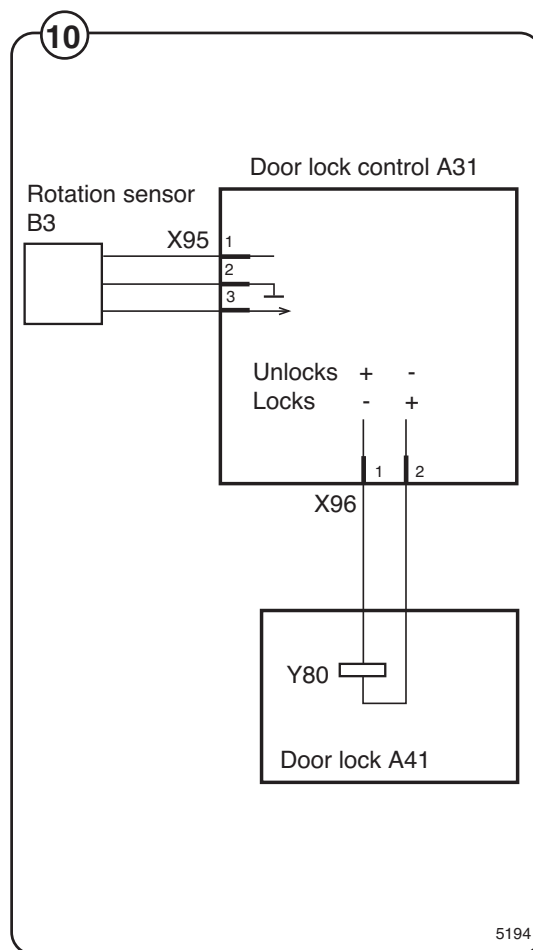 10
Door lock control A31
Rotation sensor
B3
X95
1
2
3
Unlocks + -
Locks - +
1 2
X96
Y80
Door lock A41
5194